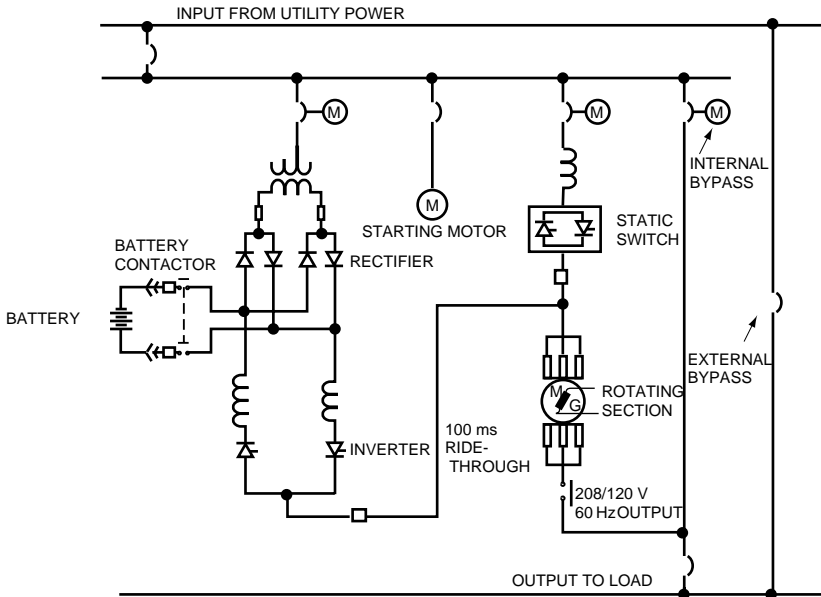 INPUT FROM UTILITY POWER
M
M
M
INTERNAL
BYPASS
M
STARTING MOTOR
STATIC
SWITCH
BATTERY
CONTACTOR
RECTIFIER
BATTERY
EXTERNAL
BYPASS
M
G
ROTATING
SECTION
100 ms
RIDE-
THROUGH
INVERTER
208/120 V
60 Hz OUTPUT
OUTPUT TO LOAD